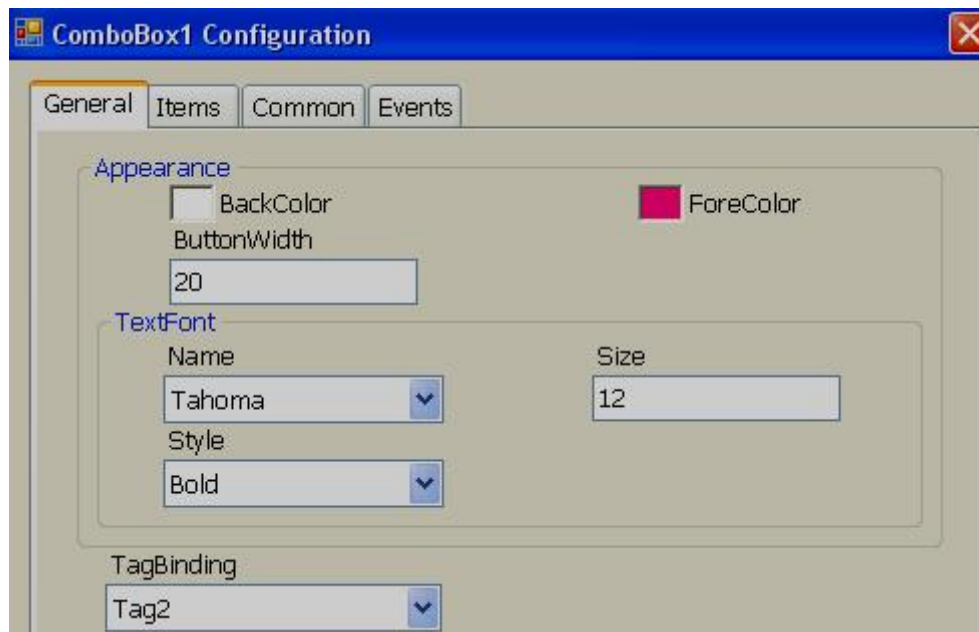 ComboBox1 Configuration
General Items Common Events
Appearance
BackColor ForeColor
ButtonWidth
20
TextFont
Name Size
Tahoma 12
Style
Bold
TagBinding
Tag2